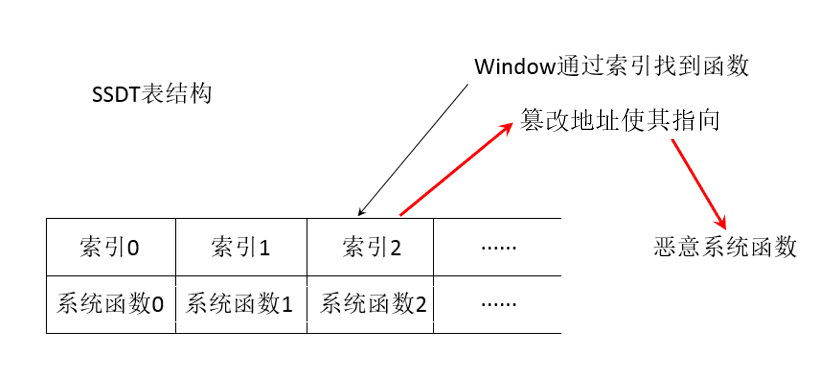 Window通过索引找到函数
SSDT表结构
篡改地址使其指向
索引0 索引1 索引2 ……
恶意系统函数
系统函数0 系统函数1 系统函数2 ……